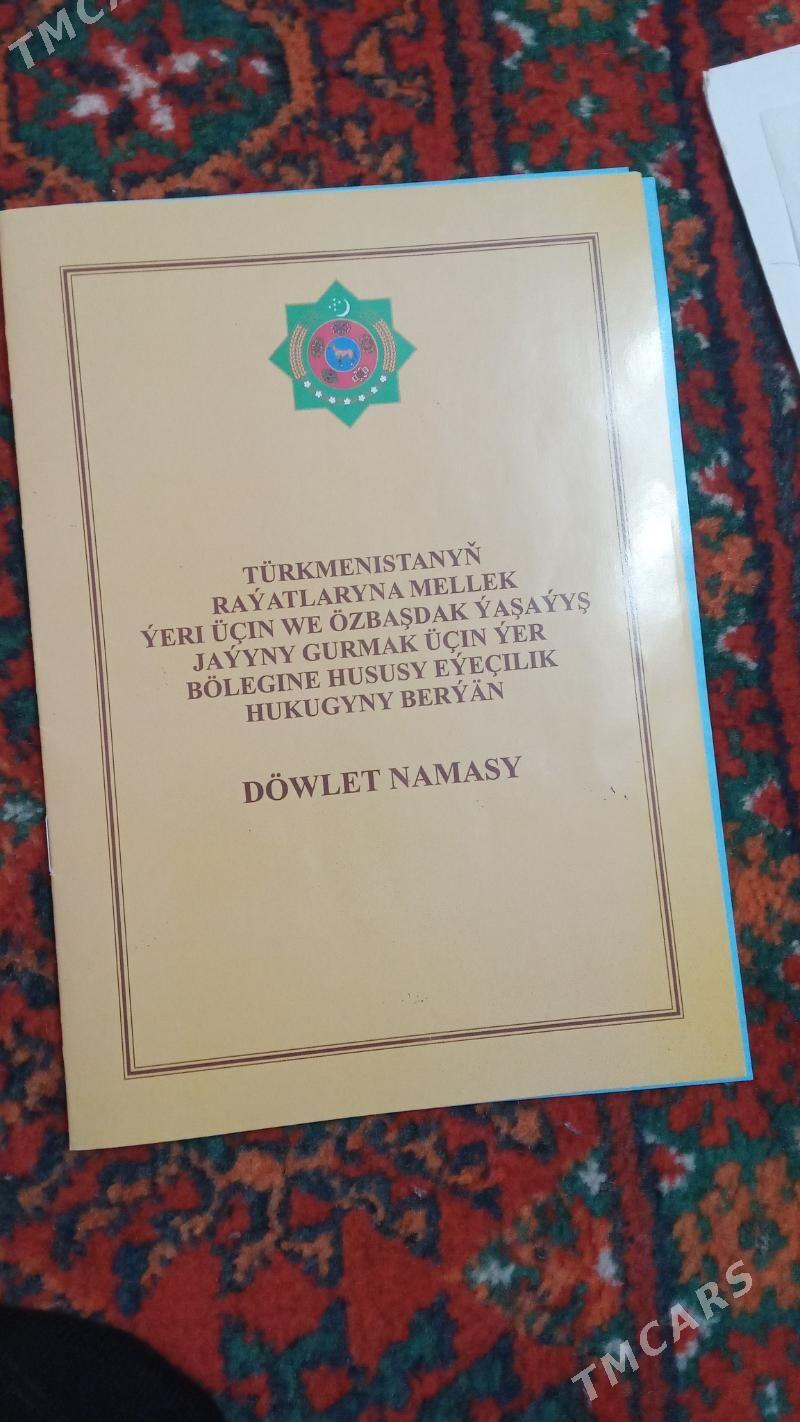 TMCARS
TÜRKMENISTANYŇ
RAÝATLARYNA MELLEK
ÝERI ÜÇIN WE ÖZBAŞDAK ÝAŞAÝYŞ
JAÝYNY GURMAK ÜÇIN ÝER
BÖLEGINE HUSUSY EÝEÇILIK
HUKUGYNY BERÝÄN
DÖWLET NAMASY
TMCARS